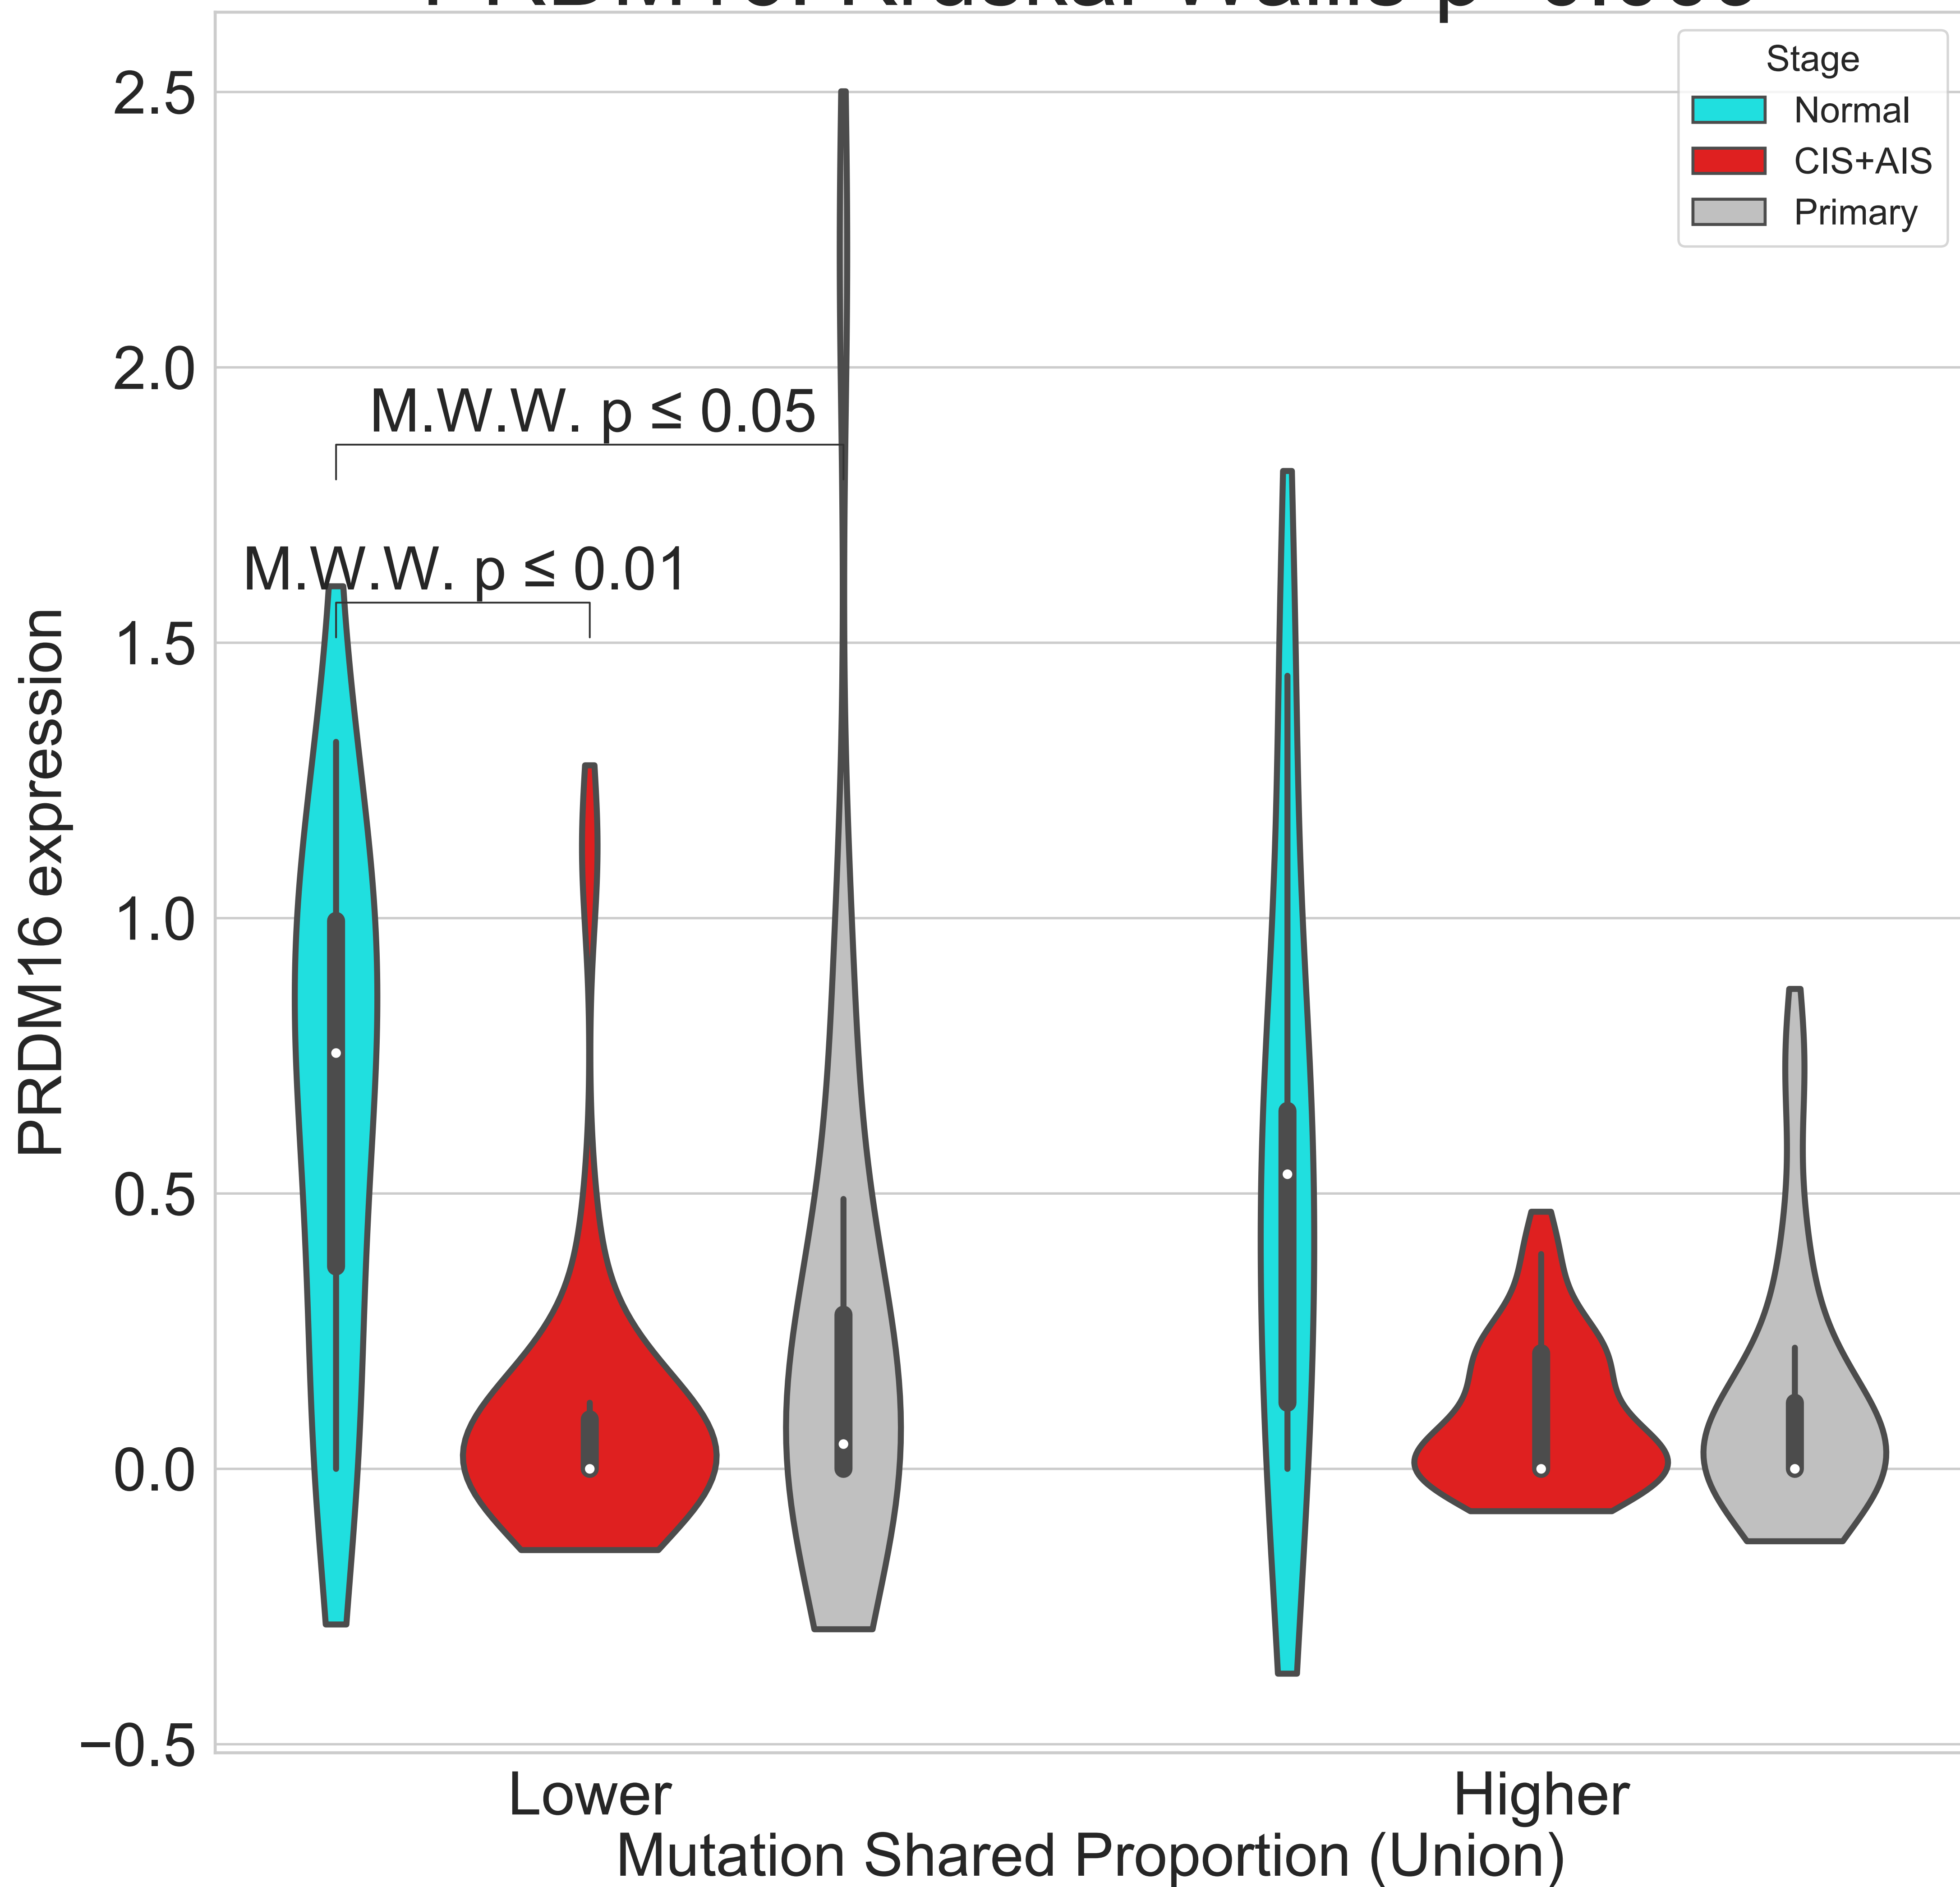 Stage
Normal
CIS+AIS
Primary
2.5
2.0
1.5
1.0
0.5
0.0
−0.5
PRDM16 expression
M.W.W. p ≤ 0.05
M.W.W. p ≤ 0.01
Lower
Higher
Mutation Shared Proportion (Union)